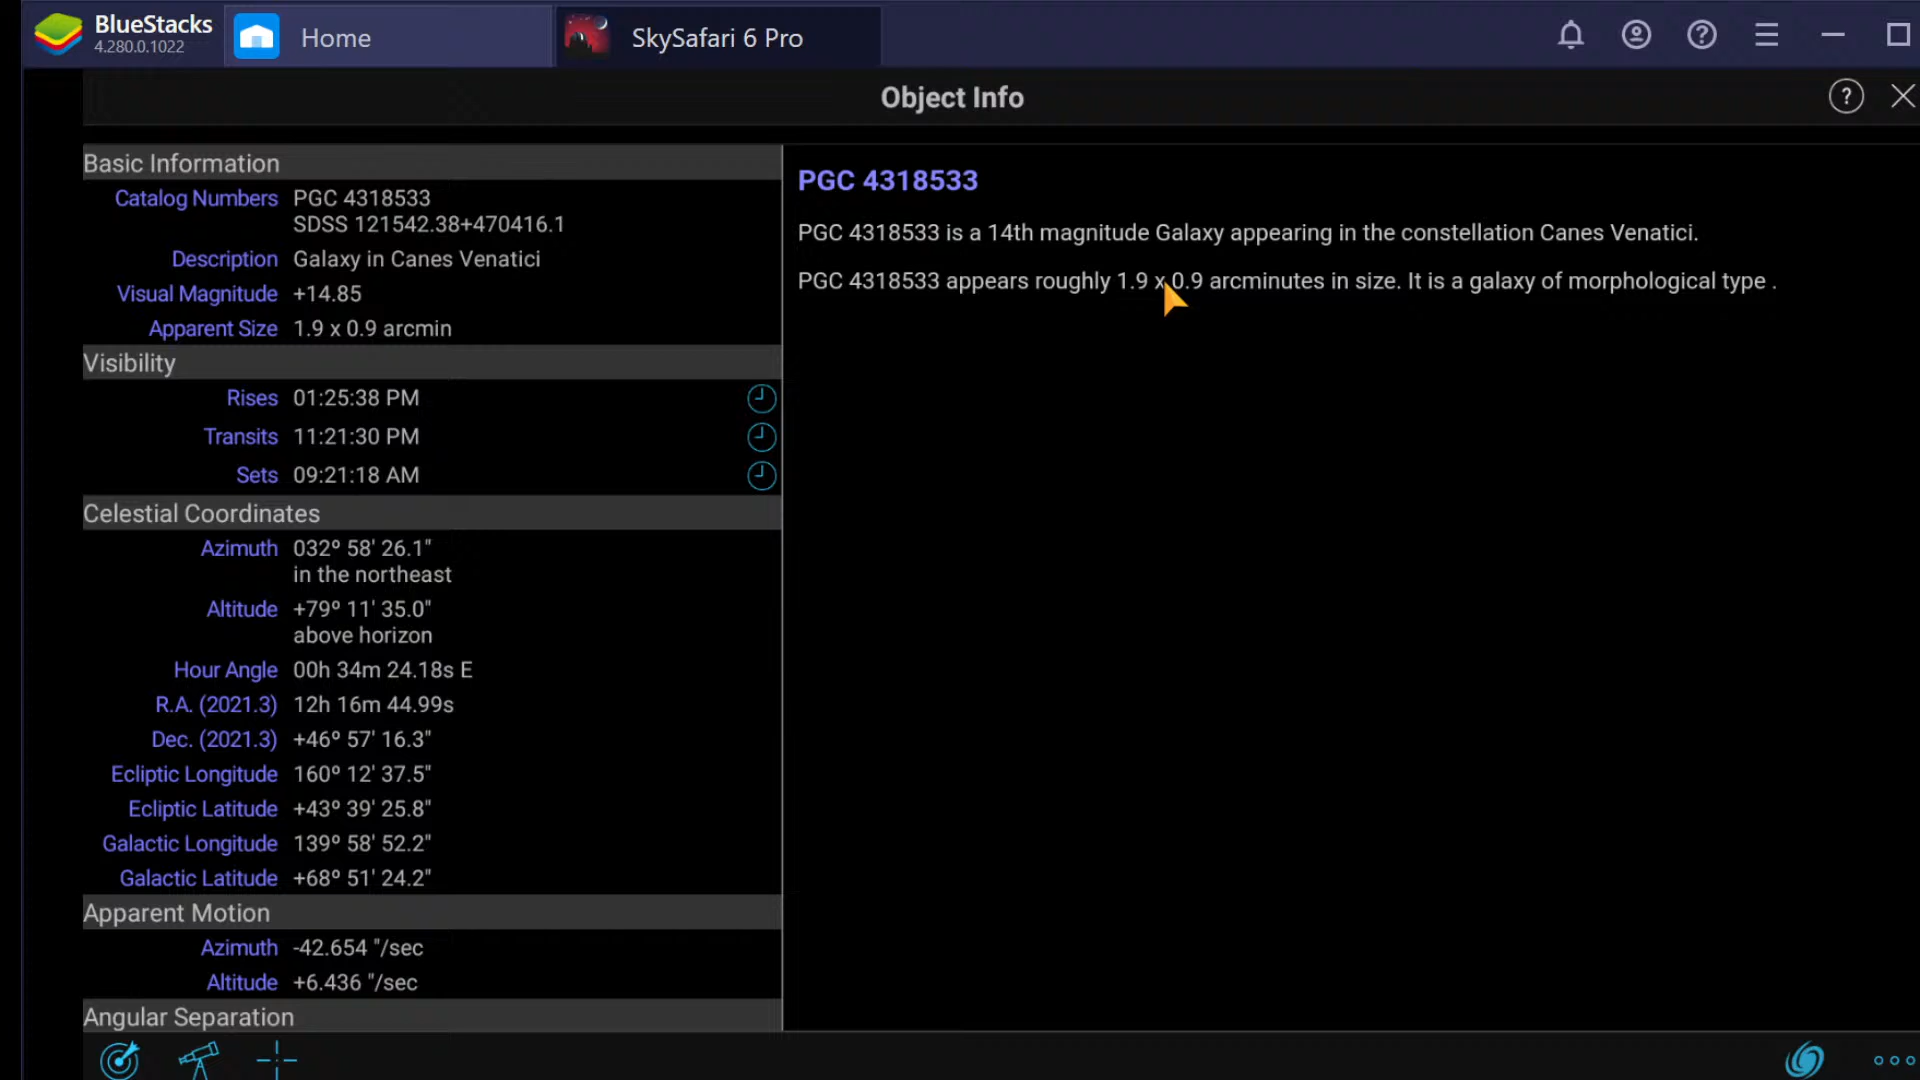 BlueStacks
4.280.0.1022
Home
SkySafari 6 Pro
Object Info
Basic Information
Catalog Numbers PGC 4318533
SDSS 121542.38+470416.1
Description Galaxy in Canes Venatici
Visual Magnitude +14.85
Apparent Size 1.9 x 0.9 arcmin
Visibility
Rises 01:25:38 PM
Transits 11:21:30 PM
Sets 09:21:18 AM
Celestial Coordinates
Azimuth 032º 58' 26.1"
in the northeast
Altitude +79º 11' 35.0"
above horizon
Hour Angle 00h 34m 24.18s E
R.A. (2021.3) 12h 16m 44.99s
Dec. (2021.3) +46º 57' 16.3"
Ecliptic Longitude 160º 12' 37.5"
Ecliptic Latitude +43º 39' 25.8"
Galactic Longitude 139º 58' 52.2"
Galactic Latitude +68º 51' 24.2"
Apparent Motion
Azimuth -42.654 "/sec
Altitude +6.436 "/sec
Angular Separation
PGC 4318533
PGC 4318533 is a 14th magnitude Galaxy appearing in the constellation Canes Venatici.
PGC 4318533 appears roughly 1.9 x 0.9 arcminutes in size. It is a galaxy of morphological type .